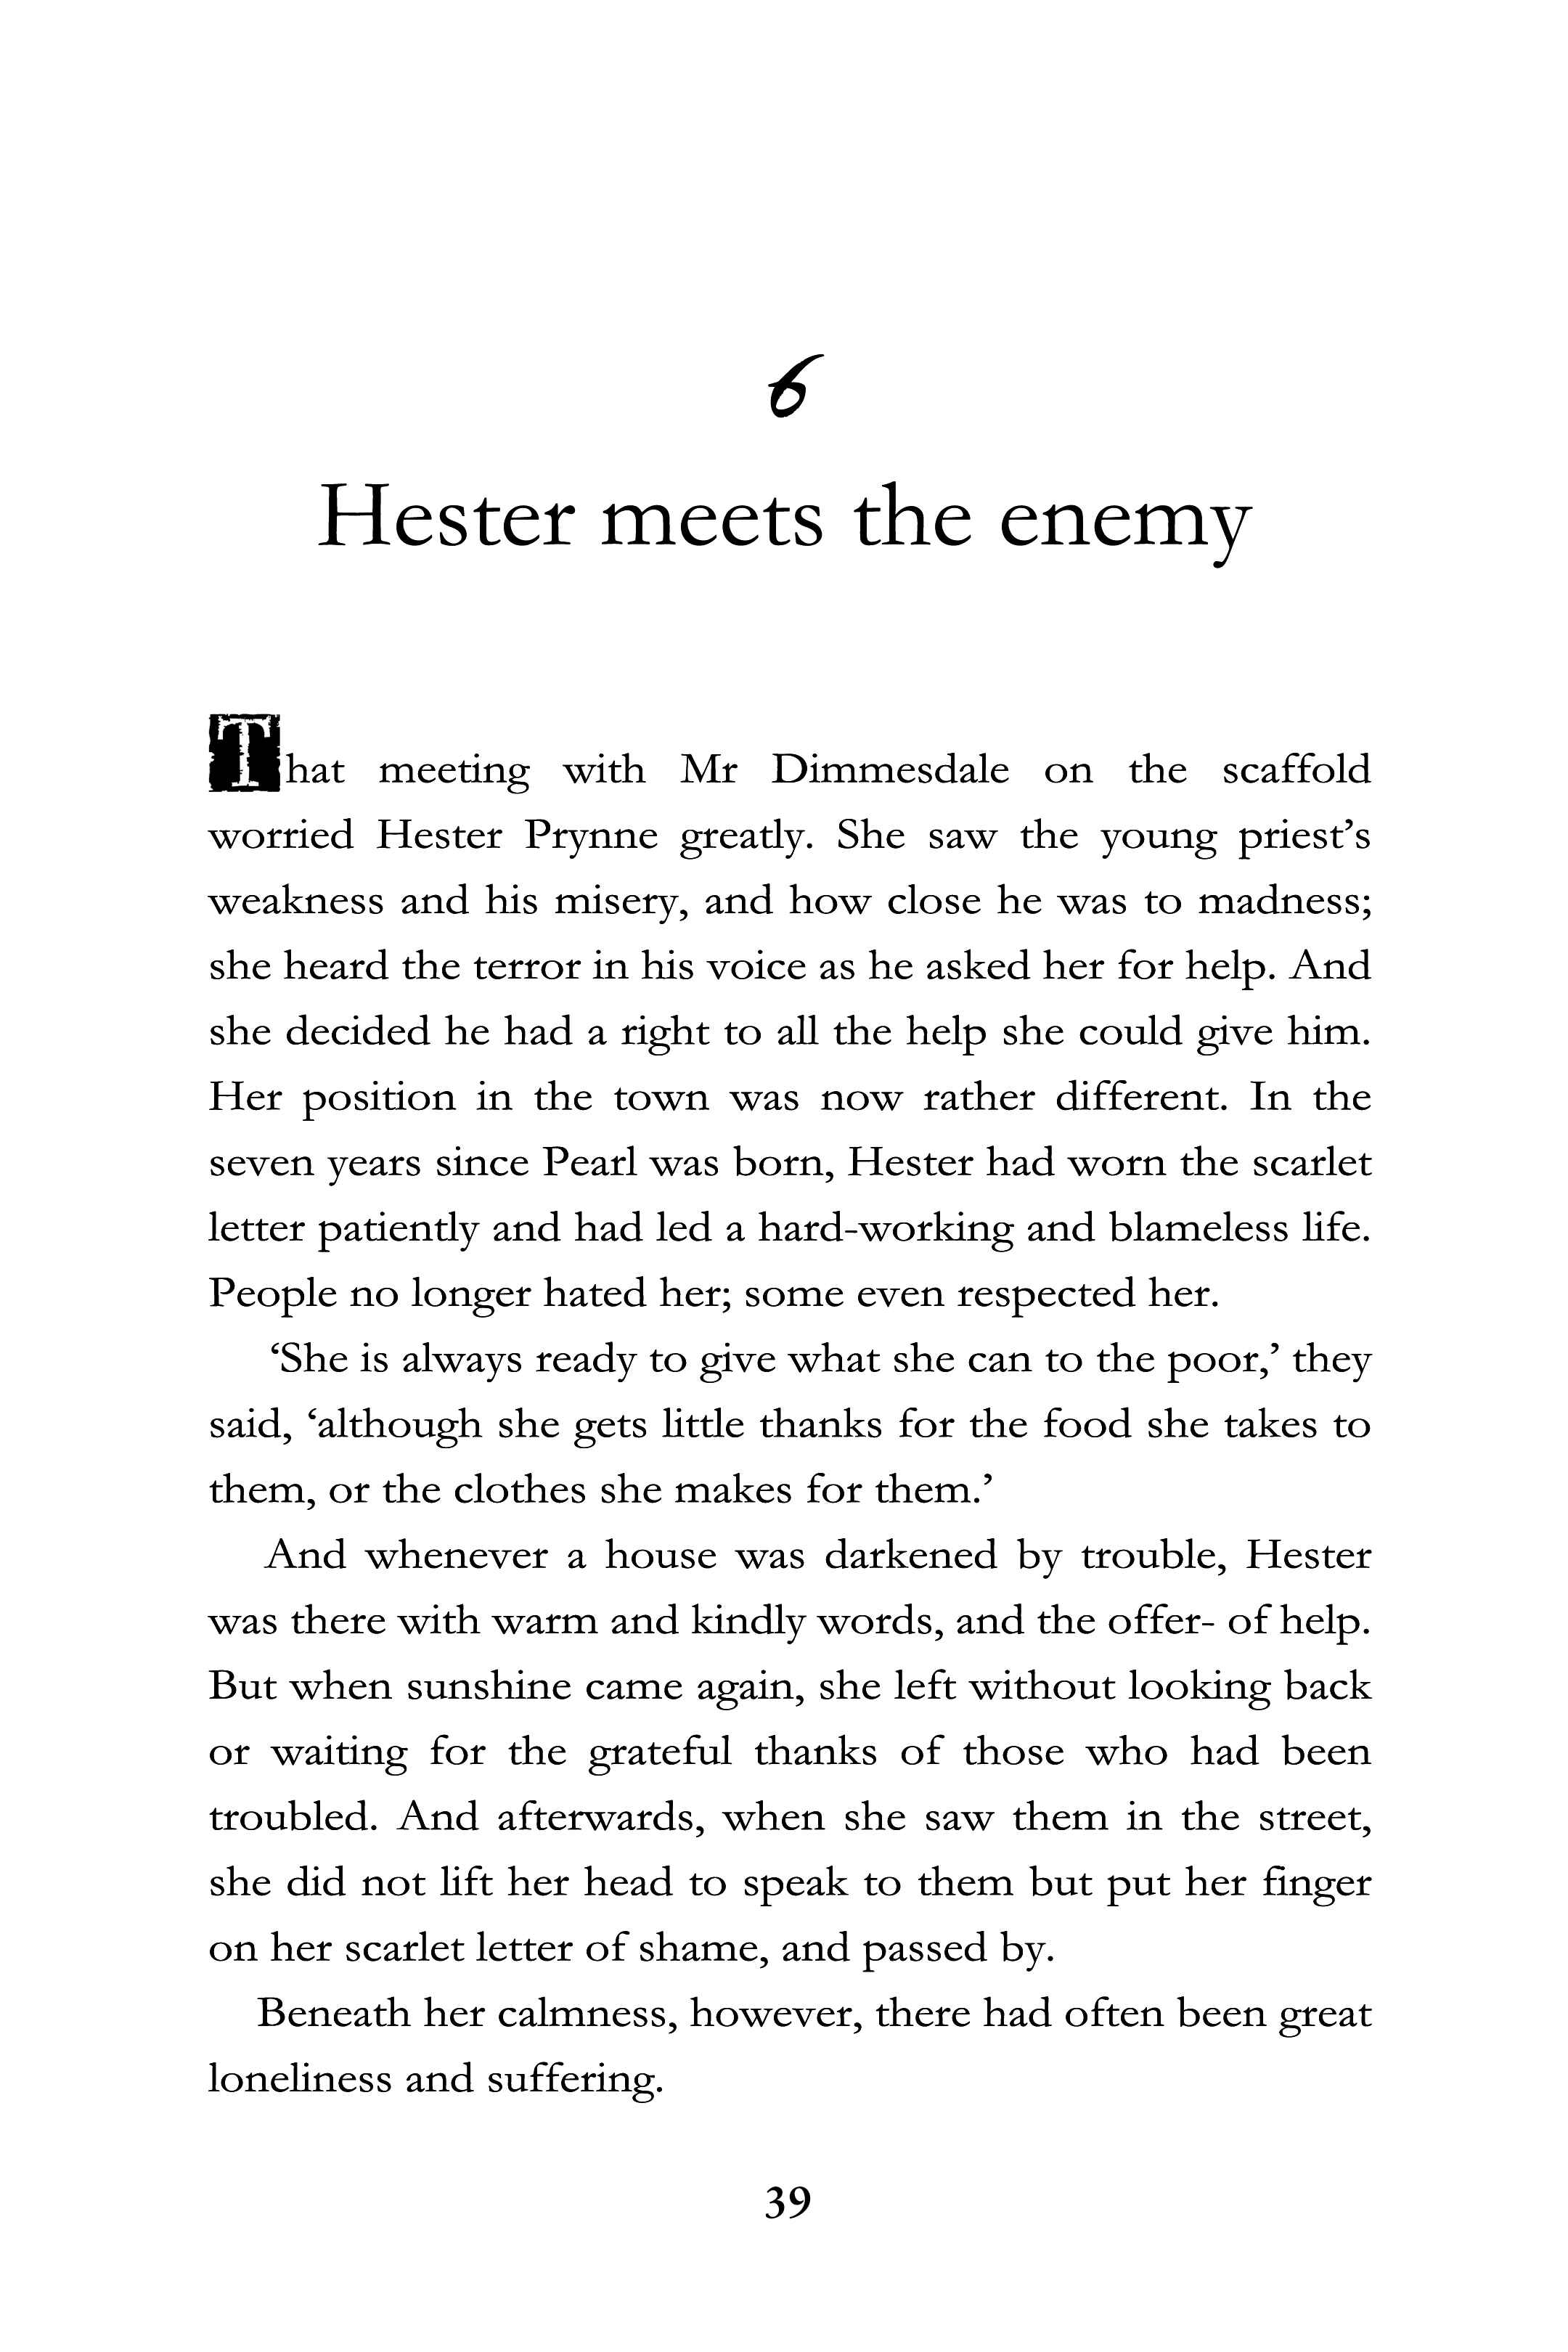 6
Hester meets the enemy
That meeting with Mr Dimmesdale on the scaffold
worried Hester Prynne greatly. She saw the young priest’s
weakness and his misery, and how close he was to madness;
she heard the terror in his voice as he asked her for help. And
she decided he had a right to all the help she could give him.
Her position in the town was now rather different. In the
seven years since Pearl was born, Hester had worn the scarlet
letter patiently and had led a hard-working and blameless life.
People no longer hated her; some even respected her.
‘She is always ready to give what she can to the poor,’ they
said, ‘although she gets little thanks for the food she takes to
them, or the clothes she makes for them.’
And whenever a house was darkened by trouble, Hester
was there with warm and kindly words, and the offer- of help.
But when sunshine came again, she left without looking back
or waiting for the grateful thanks of those who had been
troubled. And afterwards, when she saw them in the street,
she did not lift her head to speak to them but put her finger
on her scarlet letter of shame, and passed by.
Beneath her calmness, however, there had often been great
loneliness and suffering.
39